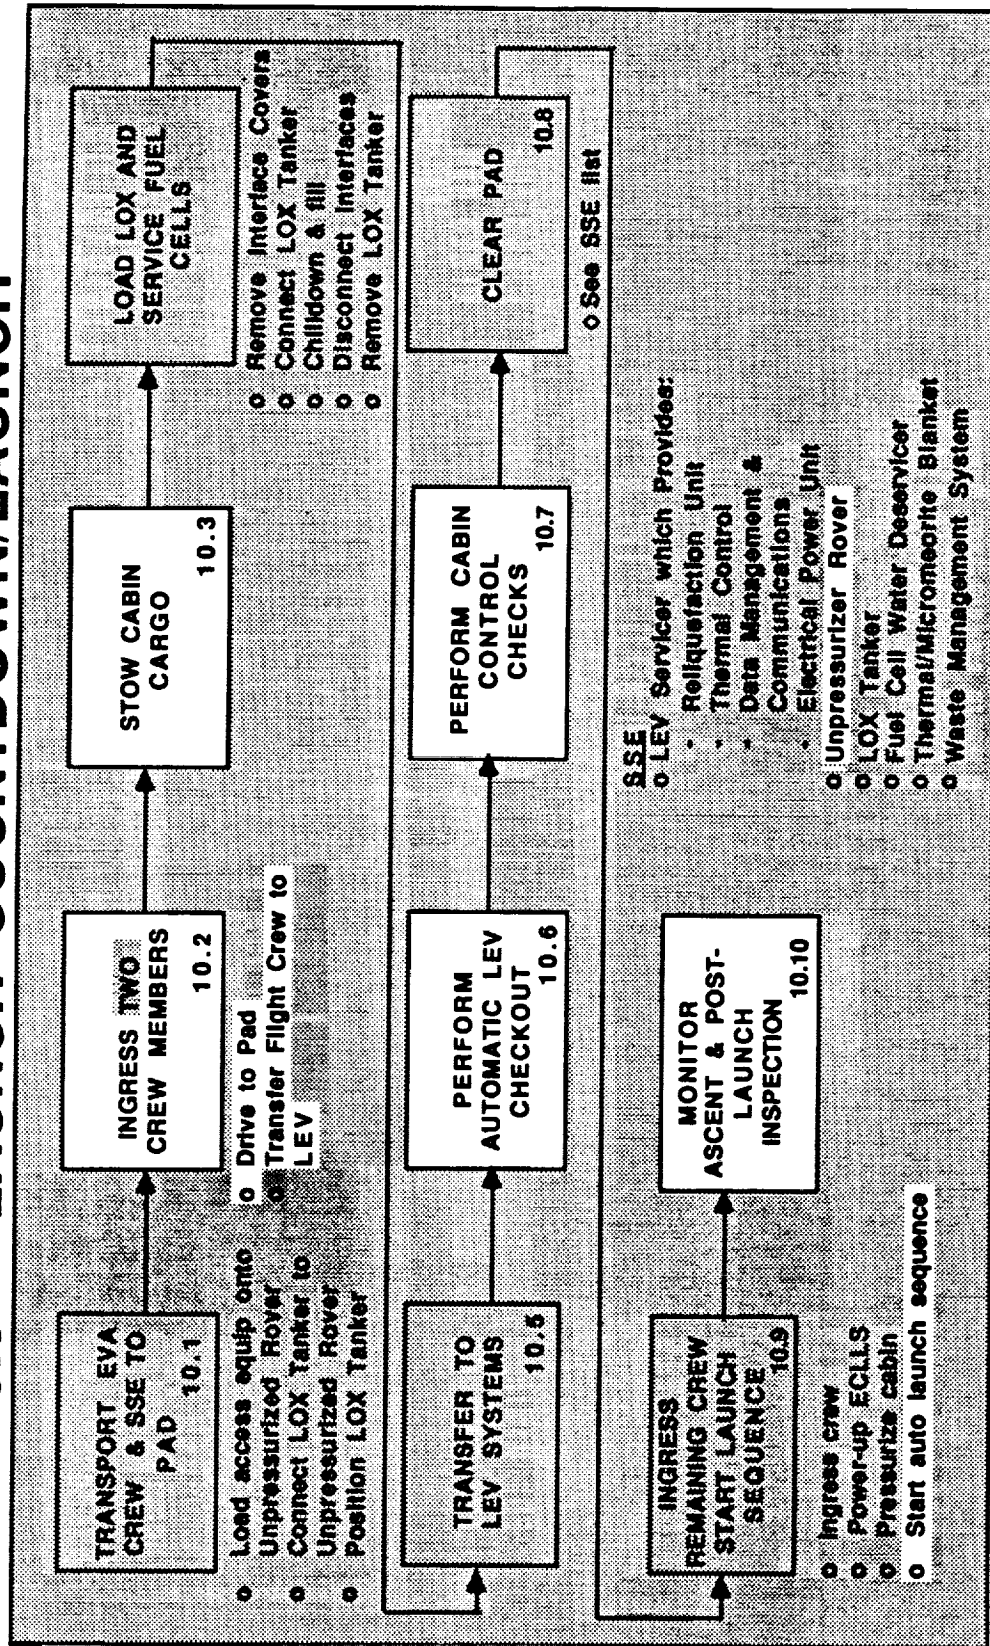 COUNTDOWN/LAUNCH
TRANSPORT EVA
CREW & SSE TO
PAD
10.1
o Load access equip onto
Unpressurized Rover
o Connect LOX Tanker to
Unpressurized Rover
o Position LOX Tanker
INGRESS TWO
CREW MEMBERS
10.2
o Drive to Pad
o Transfer Flight Crew to
LEV
STOW CABIN
CARGO
10.3
LOAD LOX AND
SERVICE FUEL
CELLS
o Remove Interface Covers
o Connect LOX Tanker
o Chilldown & fill
o Disconnect Interfaces
o Remove LOX Tanker
TRANSFER TO
LEV SYSTEMS
10.5
PERFORM
AUTOMATIC LEV
CHECKOUT
10.6
PERFORM CABIN
CONTROL
CHECKS
10.7
CLEAR PAD
10.8
o See SSE list
INGRESS
REMAINING CREW
START LAUNCH
SEQUENCE
10.9
o Ingress crew
o Power-up ECLLS
o Pressurize cabin
o Start auto launch sequence
MONITOR
ASCENT & POST-
LAUNCH
INSPECTION
10.10
SSE
o LEV Servicer which Provides:
- Reliquefaction Unit
- Thermal Control
- Data Management &
Communications
- Electrical Power Unit
o Unpressurizer Rover
o LOX Tanker
o Fuel Cell Water Deservicer
o Thermal/Micrometeorite Blanket
o Waste Management System